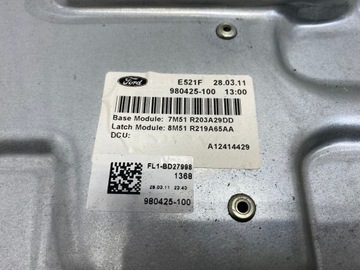 Ford E521F 28.03.11
980425-100 13:00
Base Module: 7M51 R203A29DD
Latch Module: 8M51 R219A65AA
DCU:
A12414429
FL1-BD27998
1368
28.03.11 23:40
980425-100